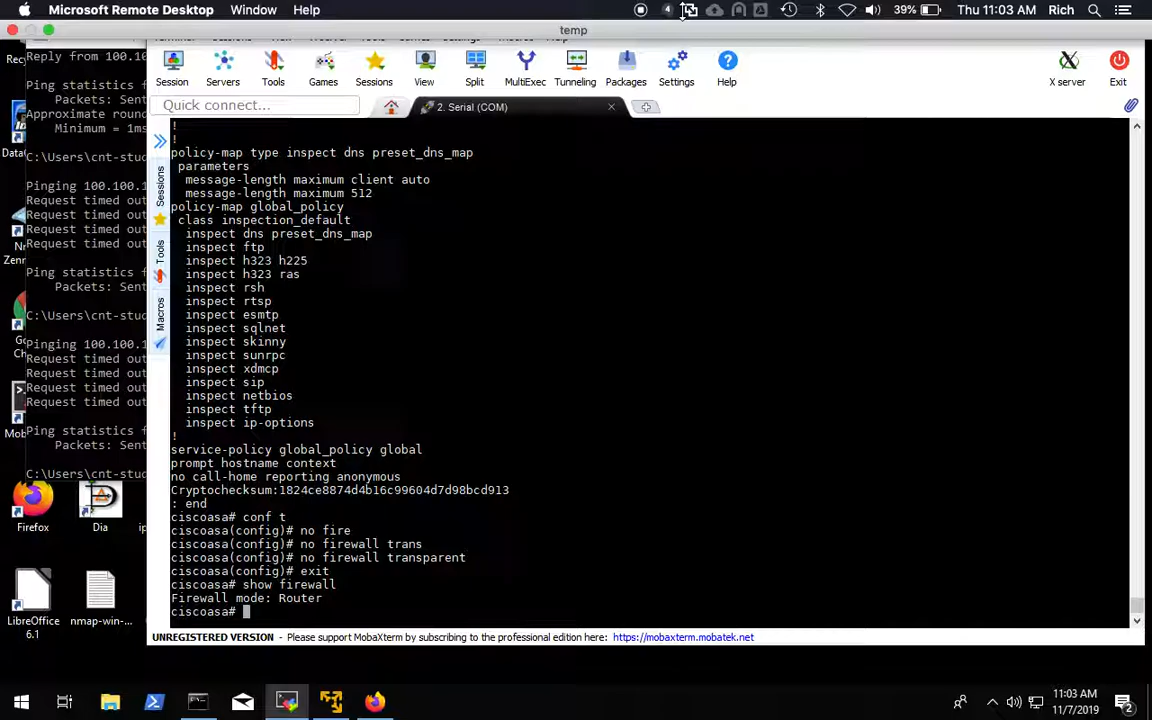 Microsoft Remote Desktop Window Help 4 39% Thu 11:03 AM Rich
temp
Reply from 100.10
Ping statistics f
Packets: Sent
Approximate roun
Minimum = 1ms
C:\Users\cnt-stud
Pinging 100.100.1
Request timed out
Request timed out
Request timed out
Request timed out
Ping statistics f
Packets: Sent
C:\Users\cnt-stud
Pinging 100.100.1
Request timed out
Request timed out
Request timed out
Request timed out
Ping statistics f
Packets: Sent
C:\Users\cnt-stud
Session Servers Tools Games Sessions View Split MultiExec Tunneling Packages Settings Help X server Exit
Quick connect... 2. Serial (COM)
Sessions
Tools
Macros
!
!
policy-map type inspect dns preset_dns_map
parameters
message-length maximum client auto
message-length maximum 512
policy-map global_policy
class inspection_default
inspect dns preset_dns_map
inspect ftp
inspect h323 h225
inspect h323 ras
inspect rsh
inspect rtsp
inspect esmtp
inspect sqlnet
inspect skinny
inspect sunrpc
inspect xdmcp
inspect sip
inspect netbios
inspect tftp
inspect ip-options
!
service-policy global_policy global
prompt hostname context
no call-home reporting anonymous
Cryptochecksum:1824ce8874d4b16c99604d7d98bcd913
: end
ciscoasa# conf t
ciscoasa(config)# no fire
ciscoasa(config)# no firewall trans
ciscoasa(config)# no firewall transparent
ciscoasa(config)# exit
ciscoasa# show firewall
Firewall mode: Router
ciscoasa#
UNREGISTERED VERSION - Please support MobaXterm by subscribing to the professional edition here: https://mobaxterm.mobatek.net
Firefox
Dia
LibreOffice
6.1
nmap-win-...
11:03 AM
11/7/2019
2